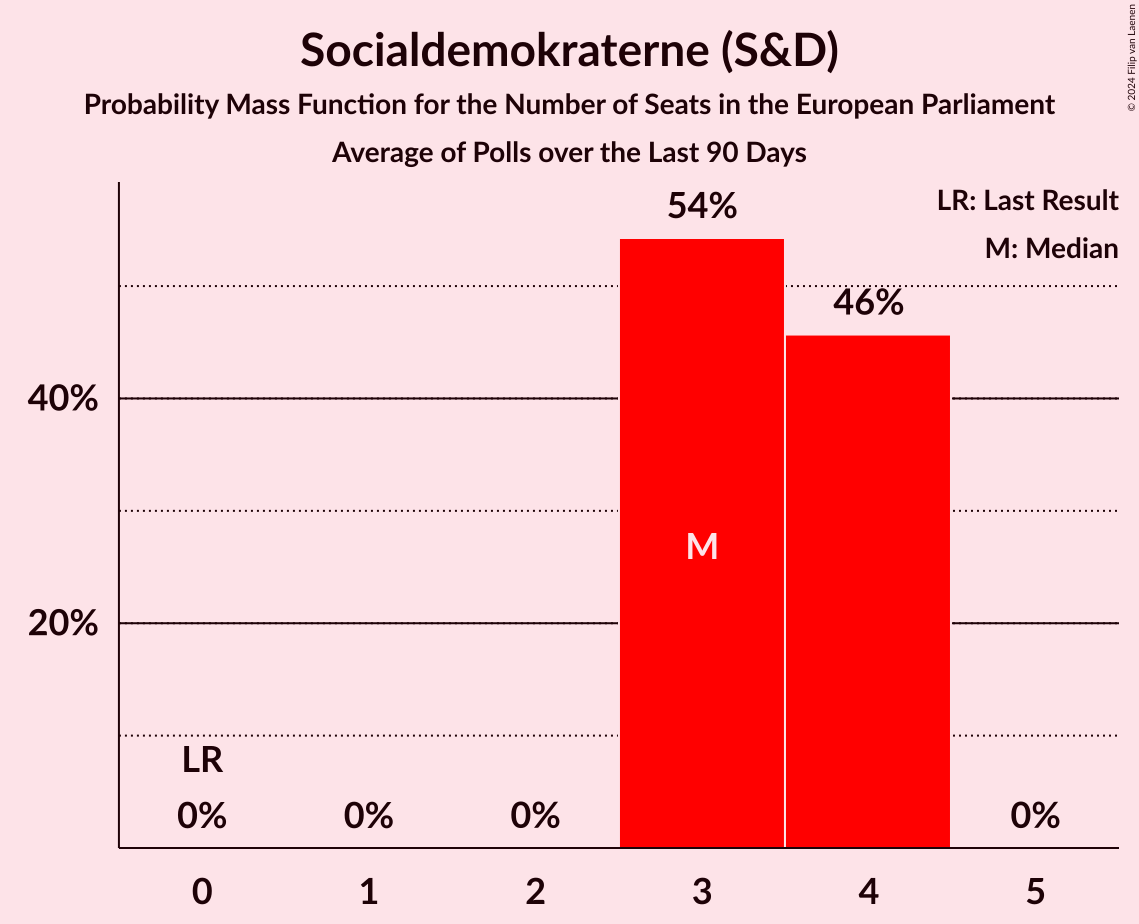 Socialdemokraterne (S&D)
Probability Mass Function for the Number of Seats in the European Parliament
Average of Polls over the Last 90 Days
© 2024 Filip van Laenen
LR: Last Result
M: Median
54%
46%
40%
M
20%
LR
0%
0%
0%
0%
0
1
2
3
4
5